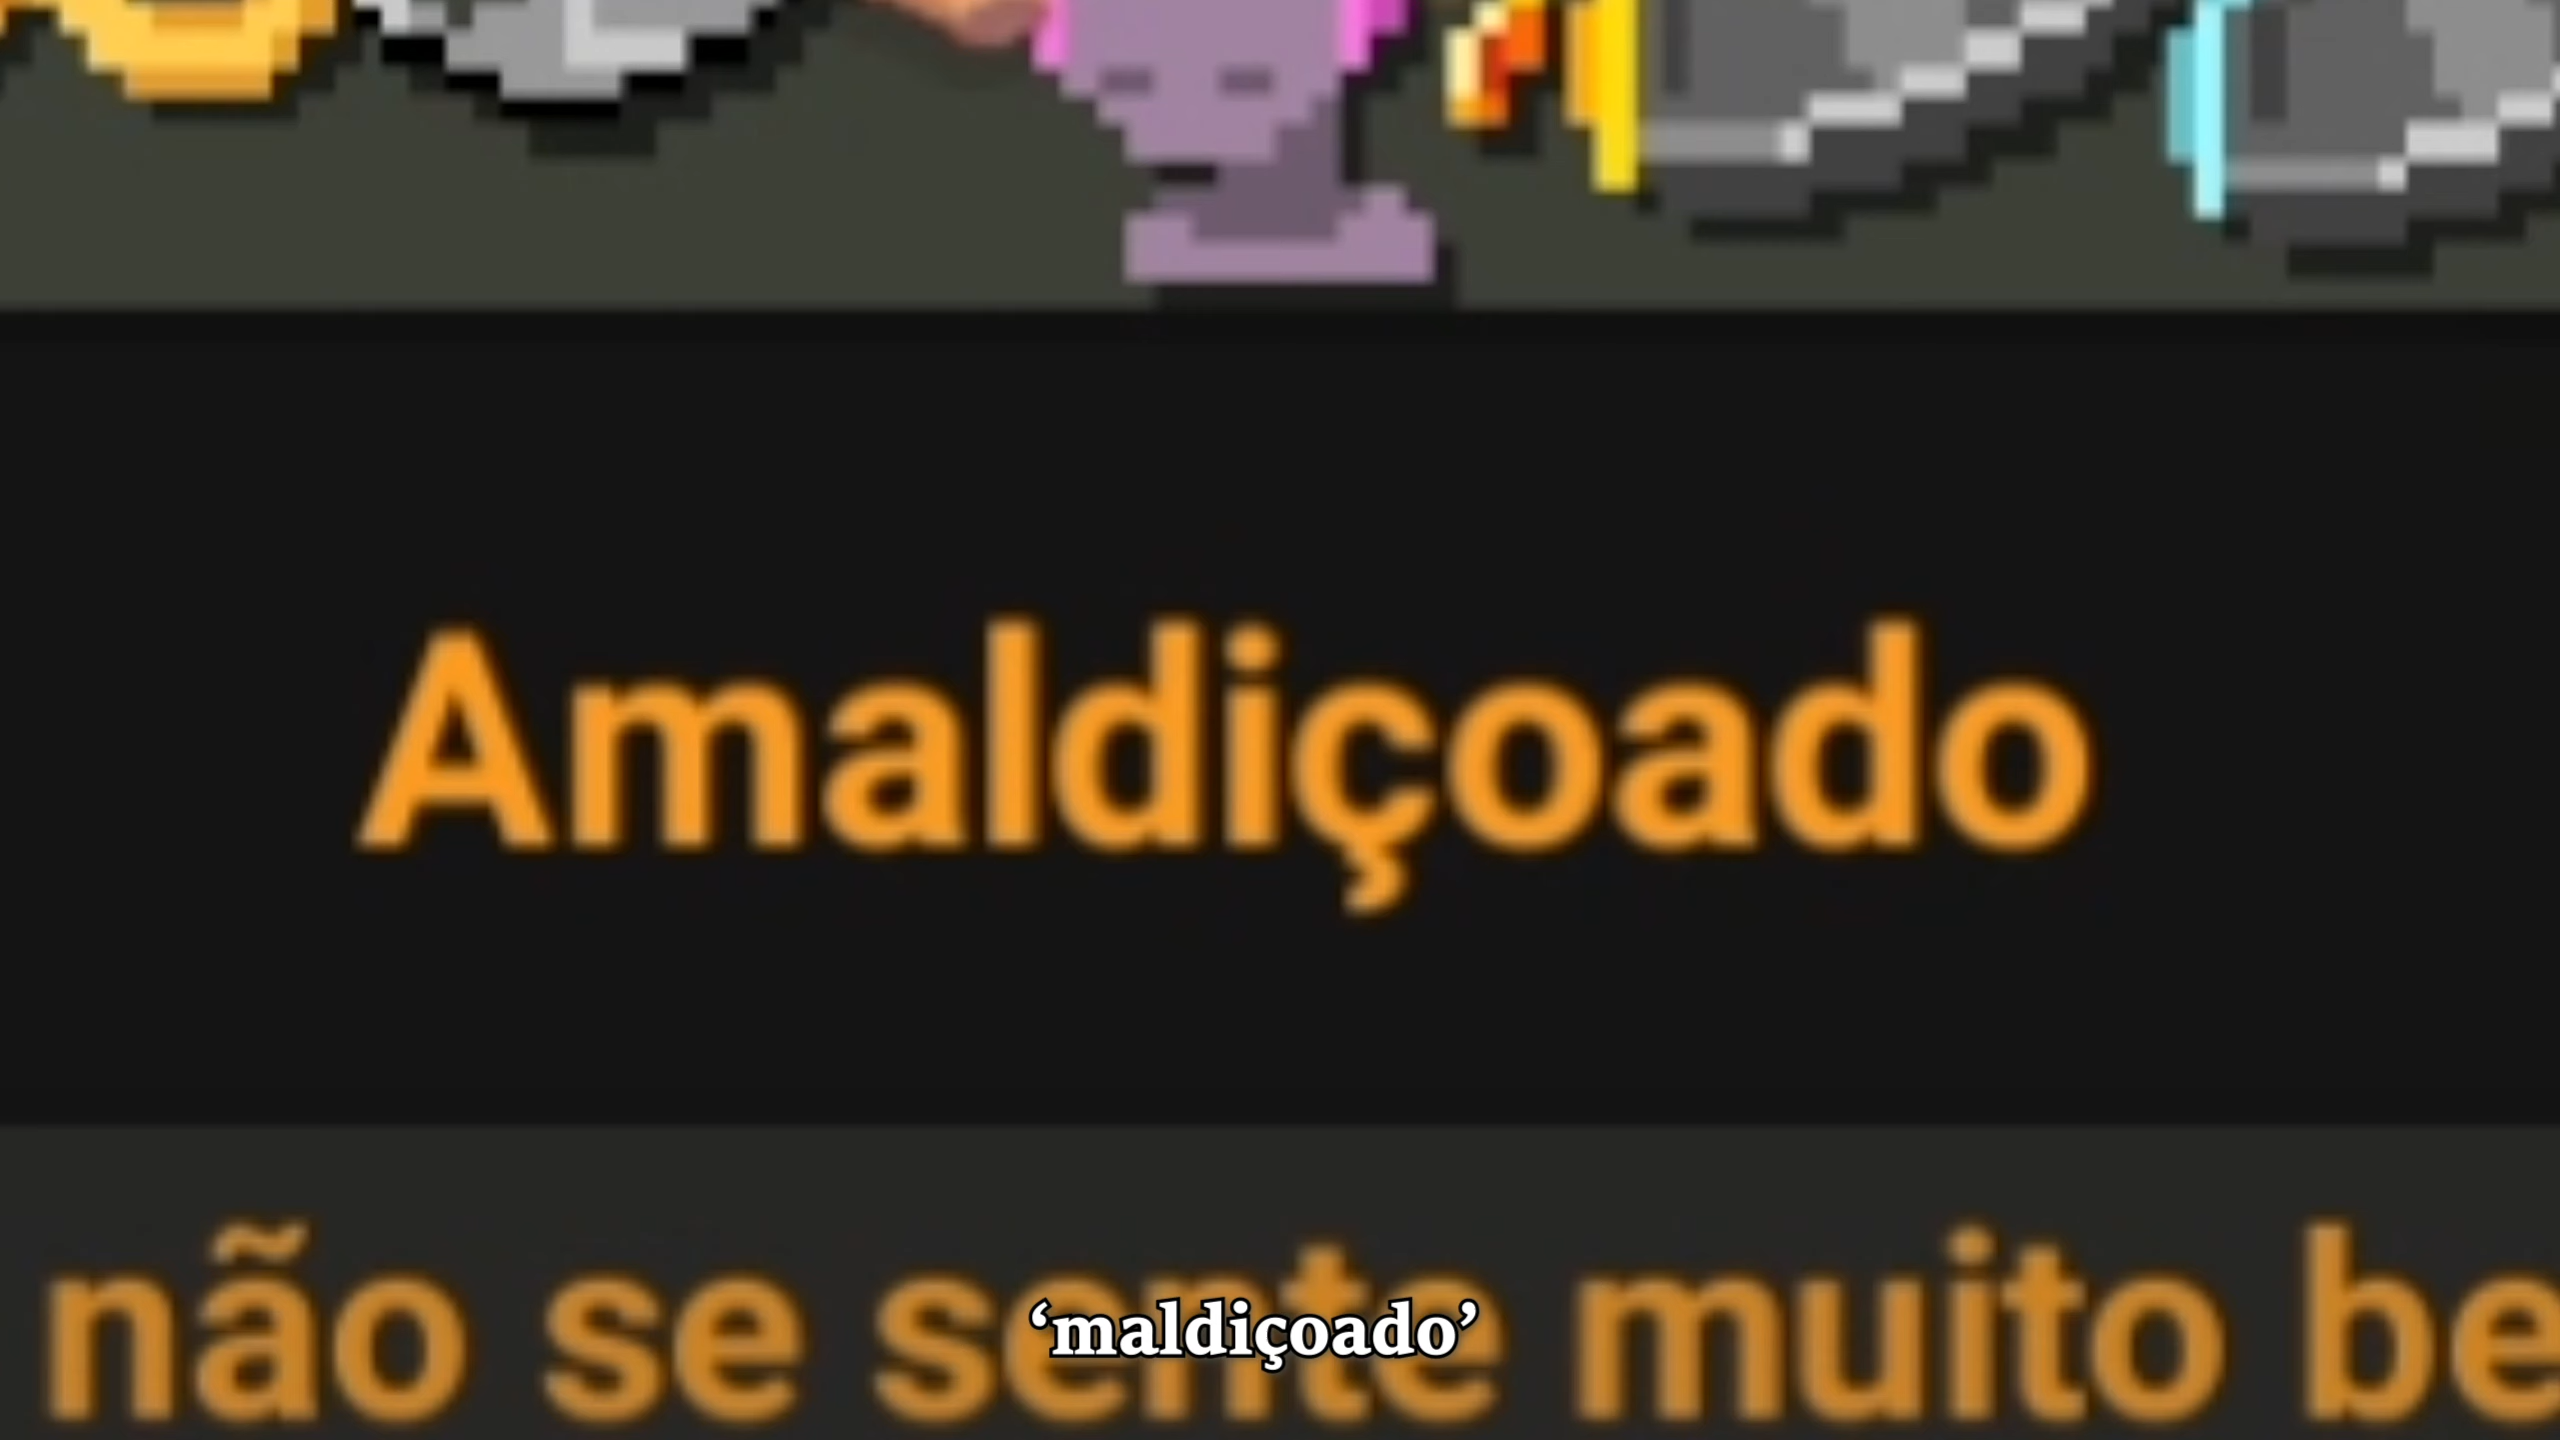 Amaldiçoado
não se sente muito be
‘maldiçoado’